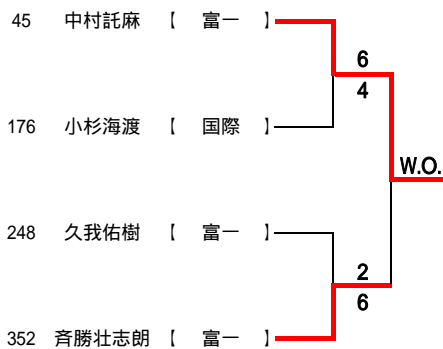 45 中村託麻 【 富一 】
6
4
176 小杉海渡 【 国際 】
W.O.
248 久我佑樹 【 富一 】
2
6
352 斉勝壮志朗 【 富一 】